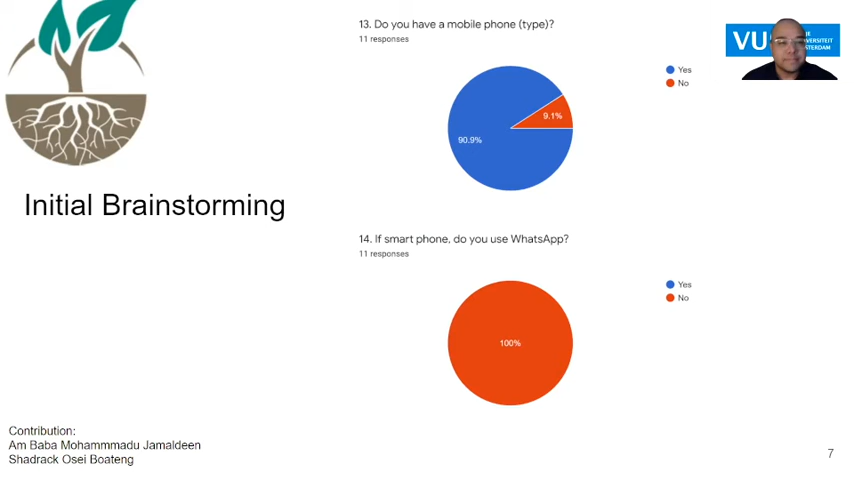 13. Do you have a mobile phone (type)?
11 responses
Yes
No
9.1%
90.9%
VU
Initial Brainstorming
14. If smart phone, do you use WhatsApp?
11 responses
Yes
No
100%
Contribution:
Am Baba Mohammmadu Jamaldeen
Shadrack Osei Boateng
7